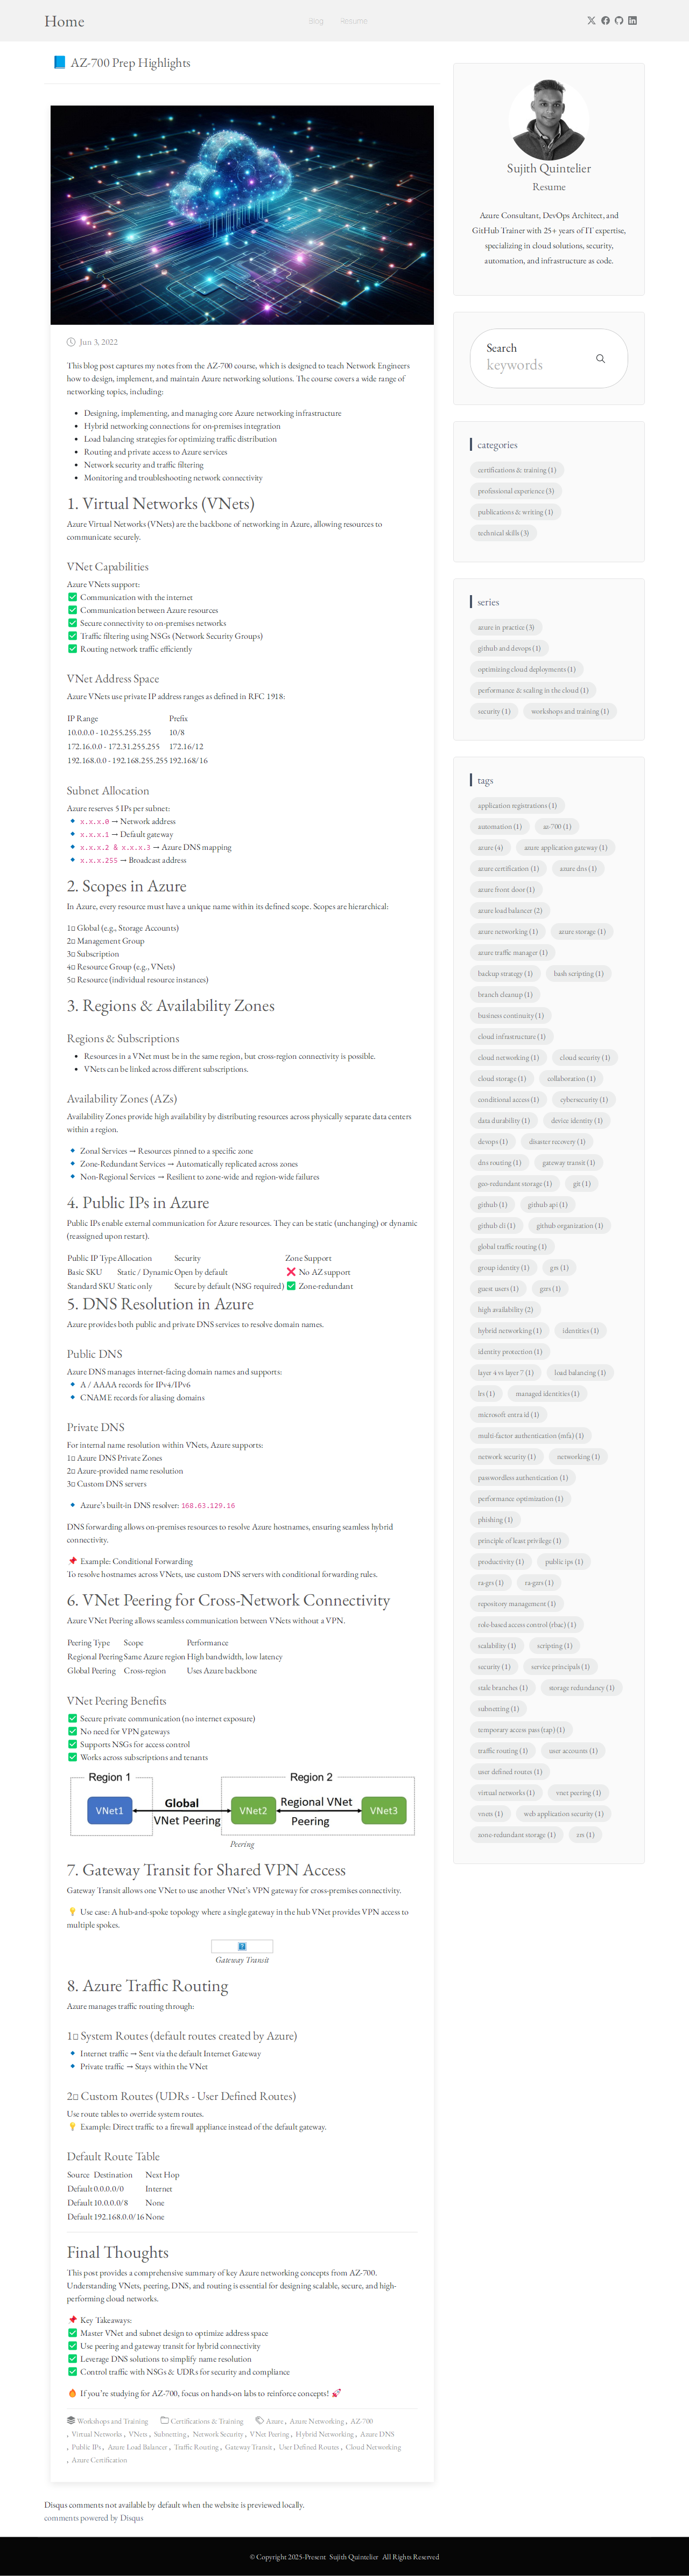 Home
Blog
Resume
📘 AZ-700 Prep Highlights
Jun 3, 2022
This blog post captures my notes from the AZ-700 course, which is designed to teach Network Engineers
how to design, implement, and maintain Azure networking solutions. The course covers a wide range of
networking topics, including:
• Designing, implementing, and managing core Azure networking infrastructure
• Hybrid networking connections for on-premises integration
• Load balancing strategies for optimizing traffic distribution
• Routing and private access to Azure services
• Network security and traffic filtering
• Monitoring and troubleshooting network connectivity
1. Virtual Networks (VNets)
Azure Virtual Networks (VNets) are the backbone of networking in Azure, allowing resources to
communicate securely.
VNet Capabilities
Azure VNets support:
✅ Communication with the internet
✅ Communication between Azure resources
✅ Secure connectivity to on-premises networks
✅ Traffic filtering using NSGs (Network Security Groups)
✅ Routing network traffic efficiently
VNet Address Space
Azure VNets use private IP address ranges as defined in RFC 1918:
IP Range Prefix
10.0.0.0 - 10.255.255.255 10/8
172.16.0.0 - 172.31.255.255 172.16/12
192.168.0.0 - 192.168.255.255 192.168/16
Subnet Allocation
Azure reserves 5 IPs per subnet:
🔹 x.x.x.0 → Network address
🔹 x.x.x.1 → Default gateway
🔹 x.x.x.2 & x.x.x.3 → Azure DNS mapping
🔹 x.x.x.255 → Broadcast address
2. Scopes in Azure
In Azure, every resource must have a unique name within its defined scope. Scopes are hierarchical:
1 Global (e.g., Storage Accounts)
2 Management Group
3 Subscription
4 Resource Group (e.g., VNets)
5 Resource (individual resource instances)
3. Regions & Availability Zones
Regions & Subscriptions
• Resources in a VNet must be in the same region, but cross-region connectivity is possible.
• VNets can be linked across different subscriptions.
Availability Zones (AZs)
Availability Zones provide high availability by distributing resources across physically separate data centers
within a region.
🔹 Zonal Services → Resources pinned to a specific zone
🔹 Zone-Redundant Services → Automatically replicated across zones
🔹 Non-Regional Services → Resilient to zone-wide and region-wide failures
4. Public IPs in Azure
Public IPs enable external communication for Azure resources. They can be static (unchanging) or dynamic
(reassigned upon restart).
Public IP Type Allocation Security Zone Support
Basic SKU Static / Dynamic Open by default ❌ No AZ support
Standard SKU Static only Secure by default (NSG required) ✅ Zone-redundant
5. DNS Resolution in Azure
Azure provides both public and private DNS services to resolve domain names.
Public DNS
Azure DNS manages internet-facing domain names and supports:
🔹 A / AAAA records for IPv4/IPv6
🔹 CNAME records for aliasing domains
Private DNS
For internal name resolution within VNets, Azure supports:
1 Azure DNS Private Zones
2 Azure-provided name resolution
3 Custom DNS servers
🔹 Azure's built-in DNS resolver: 168.63.129.16
DNS forwarding allows on-premises resources to resolve Azure hostnames, ensuring seamless hybrid
connectivity.
📌 Example: Conditional Forwarding
To resolve hostnames across VNets, use custom DNS servers with conditional forwarding rules.
6. VNet Peering for Cross-Network Connectivity
Azure VNet Peering allows seamless communication between VNets without a VPN.
Peering Type Scope Performance
Regional Peering Same Azure region High bandwidth, low latency
Global Peering Cross-region Uses Azure backbone
VNet Peering Benefits
✅ Secure private communication (no internet exposure)
✅ No need for VPN gateways
✅ Supports NSGs for access control
✅ Works across subscriptions and tenants
Region 1
Region 2
VNet1
Global
VNet Peering
VNet2
Regional VNet
Peering
VNet3
Peering
7. Gateway Transit for Shared VPN Access
Gateway Transit allows one VNet to use another VNet's VPN gateway for cross-premises connectivity.
💡 Use case: A hub-and-spoke topology where a single gateway in the hub VNet provides VPN access to
multiple spokes.
Gateway Transit
8. Azure Traffic Routing
Azure manages traffic routing through:
1 System Routes (default routes created by Azure)
🔹 Internet traffic → Sent via the default Internet Gateway
🔹 Private traffic → Stays within the VNet
2 Custom Routes (UDRs - User Defined Routes)
Use route tables to override system routes.
💡 Example: Direct traffic to a firewall appliance instead of the default gateway.
Default Route Table
Source Destination Next Hop
Default 0.0.0.0/0 Internet
Default 10.0.0.0/8 None
Default 192.168.0.0/16 None
Final Thoughts
This post provides a comprehensive summary of key Azure networking concepts from AZ-700.
Understanding VNets, peering, DNS, and routing is essential for designing scalable, secure, and high-
performing cloud networks.
📌 Key Takeaways:
✅ Master VNet and subnet design to optimize address space
✅ Use peering and gateway transit for hybrid connectivity
✅ Leverage DNS solutions to simplify name resolution
✅ Control traffic with NSGs & UDRs for security and compliance
🔥 If you're studying for AZ-700, focus on hands-on labs to reinforce concepts! 🚀
Workshops and Training Certifications & Training Azure , Azure Networking , AZ-700
, Virtual Networks , VNets , Subnetting , Network Security , VNet Peering , Hybrid Networking , Azure DNS
, Public IPs , Azure Load Balancer , Traffic Routing , Gateway Transit , User Defined Routes , Cloud Networking
, Azure Certification
Disqus comments not available by default when the website is previewed locally.
comments powered by Disqus
Sujith Quintelier
Resume
Azure Consultant, DevOps Architect, and
GitHub Trainer with 25+ years of IT expertise,
specializing in cloud solutions, security,
automation, and infrastructure as code.
Search
keywords
categories
certifications & training (1)
professional experience (3)
publications & writing (1)
technical skills (3)
series
azure in practice (3)
github and devops (1)
optimizing cloud deployments (1)
performance & scaling in the cloud (1)
security (1) workshops and training (1)
tags
application registrations (1)
automation (1) az-700 (1)
azure (4) azure application gateway (1)
azure certification (1) azure dns (1)
azure front door (1)
azure load balancer (2)
azure networking (1) azure storage (1)
azure traffic manager (1)
backup strategy (1) bash scripting (1)
branch cleanup (1)
business continuity (1)
cloud infrastructure (1)
cloud networking (1) cloud security (1)
cloud storage (1) collaboration (1)
conditional access (1) cybersecurity (1)
data durability (1) device identity (1)
devops (1) disaster recovery (1)
dns routing (1) gateway transit (1)
geo-redundant storage (1) git (1)
github (1) github api (1)
github cli (1) github organization (1)
global traffic routing (1)
group identity (1) grs (1)
guest users (1) gzrs (1)
high availability (2)
hybrid networking (1) identities (1)
identity protection (1)
layer 4 vs layer 7 (1) load balancing (1)
lrs (1) managed identities (1)
microsoft entra id (1)
multi-factor authentication (mfa) (1)
network security (1) networking (1)
passwordless authentication (1)
performance optimization (1)
phishing (1)
principle of least privilege (1)
productivity (1) public ips (1)
ra-grs (1) ra-gzrs (1)
repository management (1)
role-based access control (rbac) (1)
scalability (1) scripting (1)
security (1) service principals (1)
stale branches (1) storage redundancy (1)
subnetting (1)
temporary access pass (tap) (1)
traffic routing (1) user accounts (1)
user defined routes (1)
virtual networks (1) vnet peering (1)
vnets (1) web application security (1)
zone-redundant storage (1) zrs (1)
© Copyright 2025-Present Sujith Quintelier All Rights Reserved